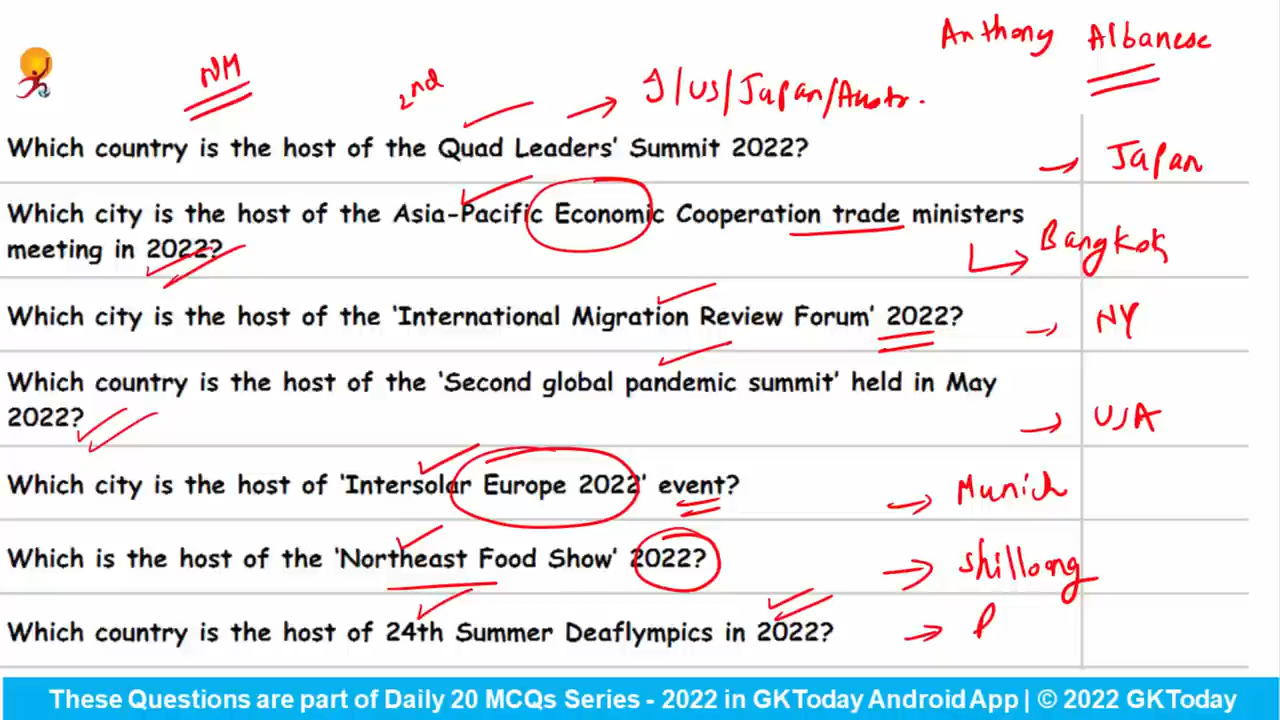 Anthony Albanese
NM
2nd
I/US/Japan/Austr.
Which country is the host of the Quad Leaders' Summit 2022?
Japan
Which city is the host of the Asia-Pacific Economic Cooperation trade ministers
meeting in 2022?
Bangkok
Which city is the host of the 'International Migration Review Forum' 2022?
NY
Which country is the host of the 'Second global pandemic summit' held in May
2022?
USA
Which city is the host of 'Intersolar Europe 2022' event?
Munich
Which is the host of the 'Northeast Food Show' 2022?
Shillong
Which country is the host of 24th Summer Deaflympics in 2022?
These Questions are part of Daily 20 MCQs Series - 2022 in GKToday Android App | © 2022 GKToday